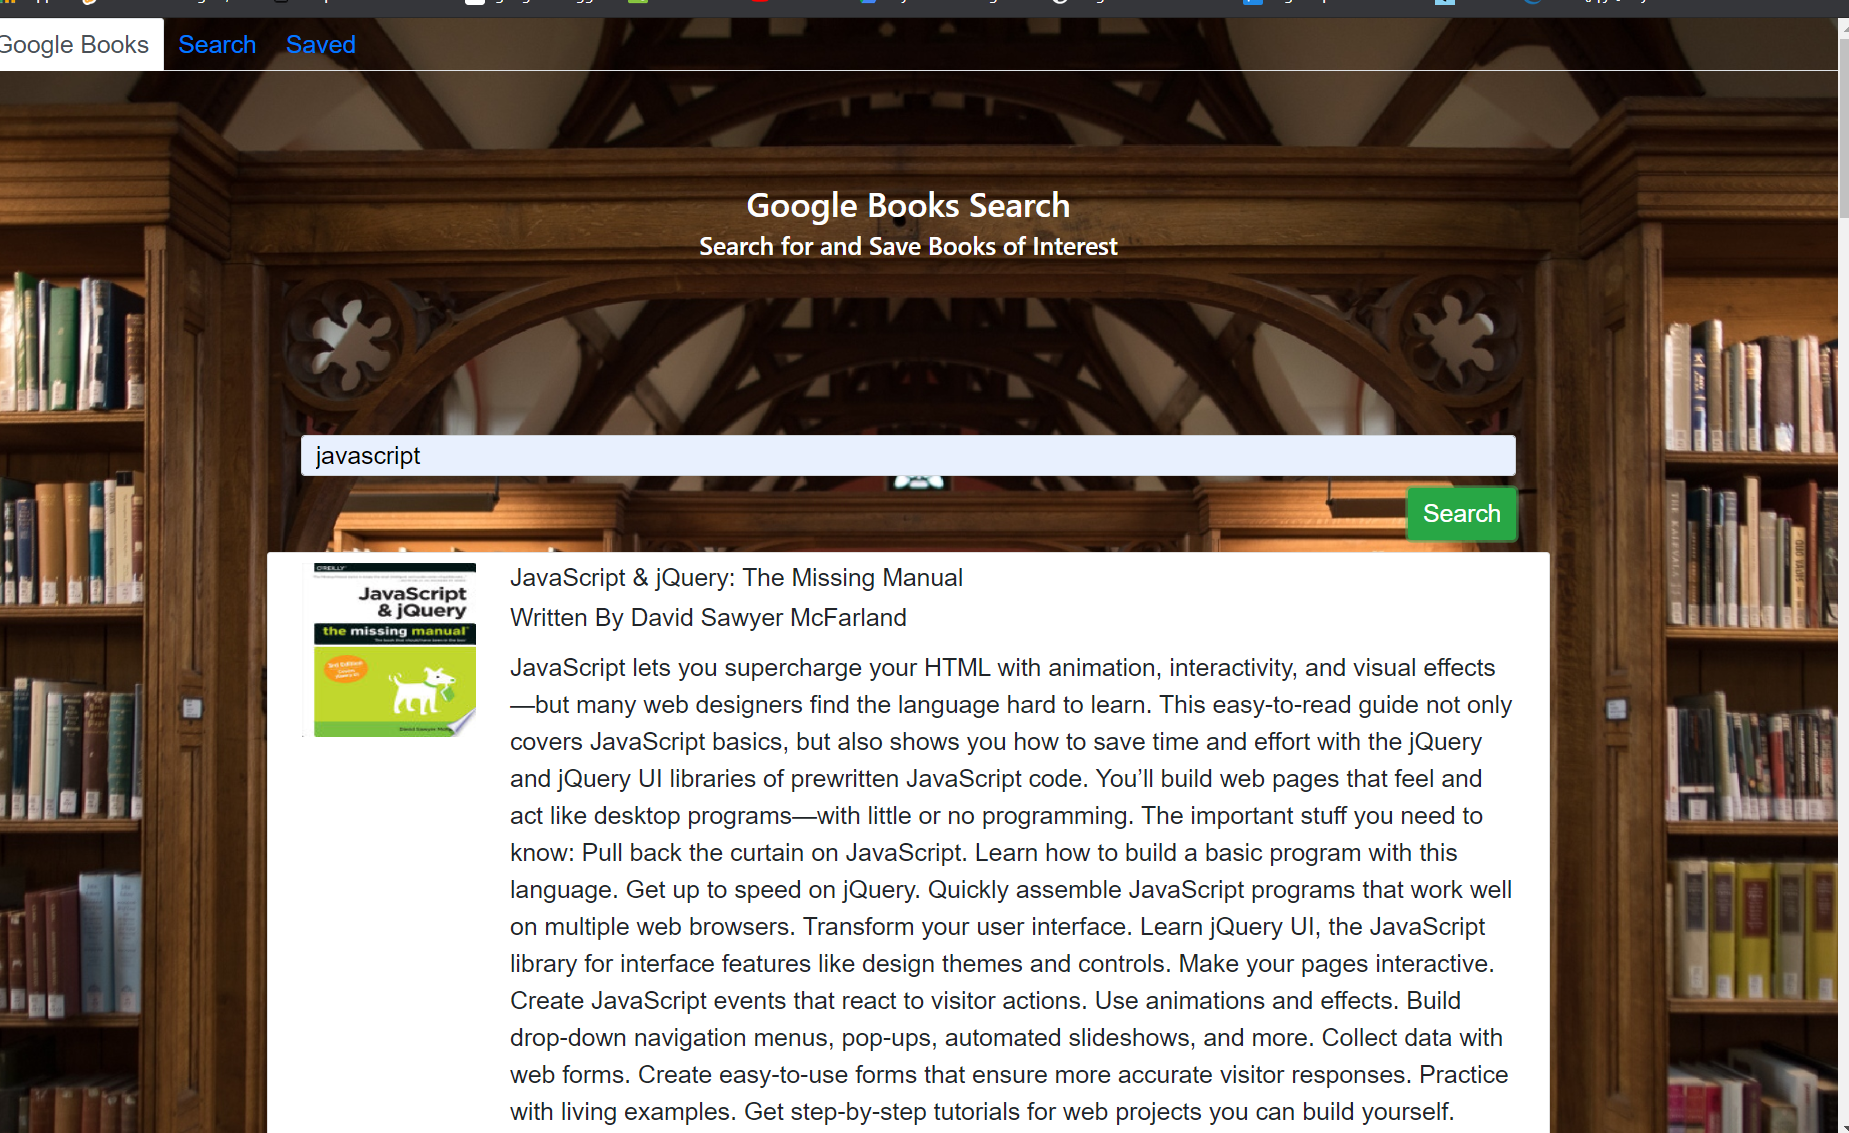 Google Books Search Saved
Google Books Search
Search for and Save Books of Interest
javascript
Search
O'REILLY
JavaScript
& jQuery
the missing manual
JavaScript & jQuery: The Missing Manual
Written By David Sawyer McFarland
JavaScript lets you supercharge your HTML with animation, interactivity, and visual effects
—but many web designers find the language hard to learn. This easy-to-read guide not only
covers JavaScript basics, but also shows you how to save time and effort with the jQuery
and jQuery UI libraries of prewritten JavaScript code. You’ll build web pages that feel and
act like desktop programs—with little or no programming. The important stuff you need to
know: Pull back the curtain on JavaScript. Learn how to build a basic program with this
language. Get up to speed on jQuery. Quickly assemble JavaScript programs that work well
on multiple web browsers. Transform your user interface. Learn jQuery UI, the JavaScript
library for interface features like design themes and controls. Make your pages interactive.
Create JavaScript events that react to visitor actions. Use animations and effects. Build
drop-down navigation menus, pop-ups, automated slideshows, and more. Collect data with
web forms. Create easy-to-use forms that ensure more accurate visitor responses. Practice
with living examples. Get step-by-step tutorials for web projects you can build yourself.